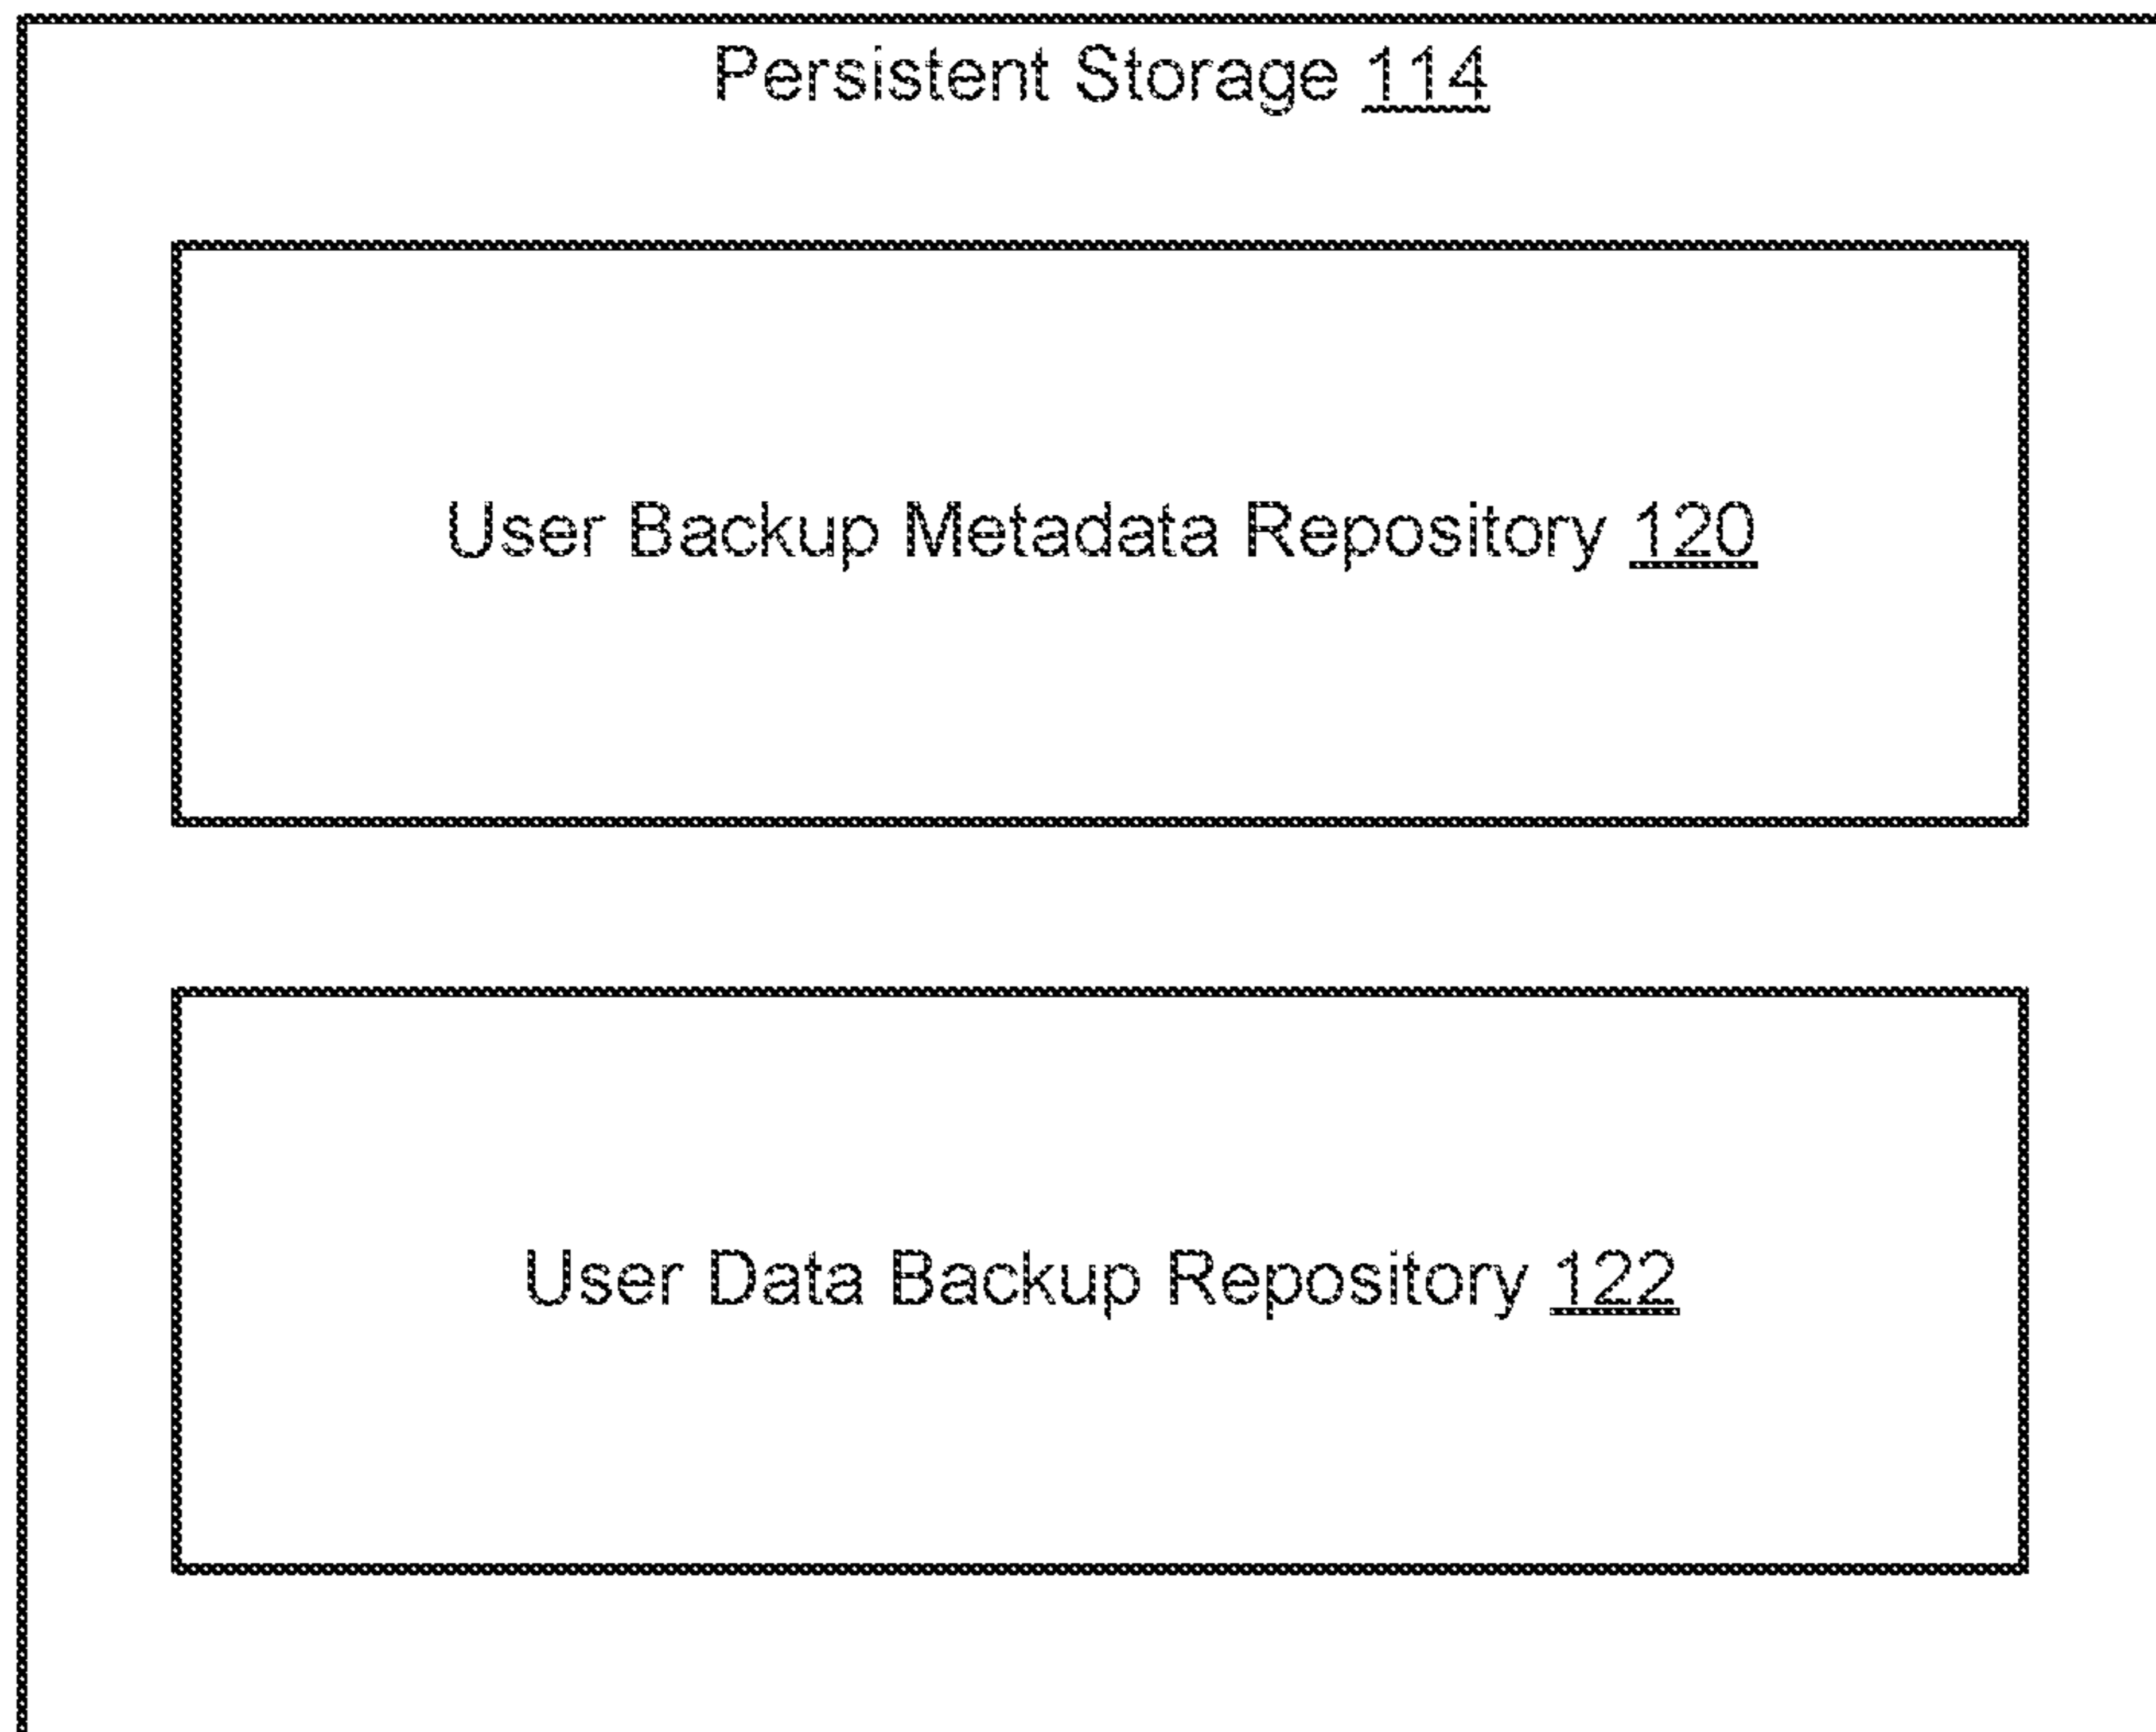 Persistent Storage 114
User Backup Metadata Repository 120
User Data Backup Repository 122